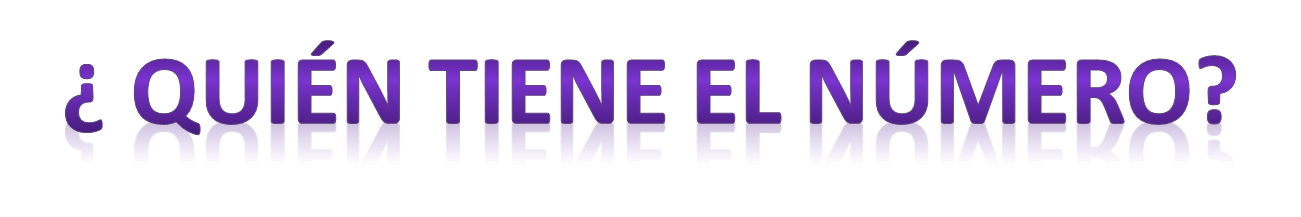 ¿ QUIÉN TIENE EL NÚMERO?